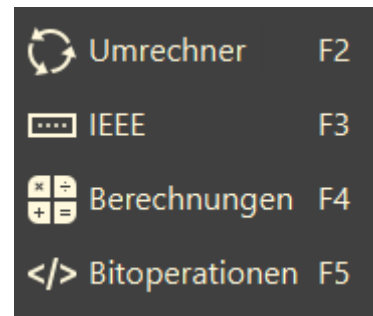 Umrechner F2
IEEE F3
Berechnungen F4
Bitoperationen F5